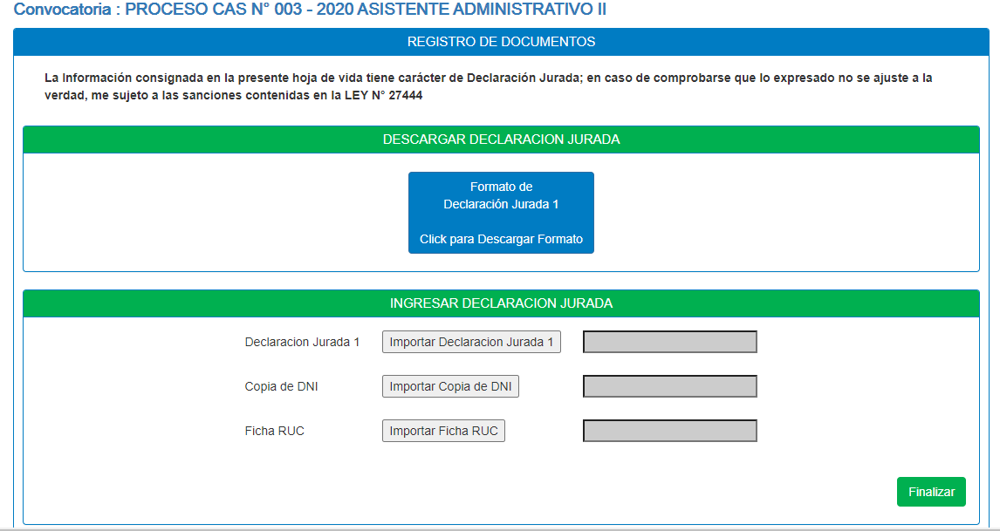 Convocatoria : PROCESO CAS N° 003 - 2020 ASISTENTE ADMINISTRATIVO II
REGISTRO DE DOCUMENTOS
La Información consignada en la presente hoja de vida tiene carácter de Declaración Jurada; en caso de comprobarse que lo expresado no se ajuste a la
verdad, me sujeto a las sanciones contenidas en la LEY N° 27444
DESCARGAR DECLARACION JURADA
Formato de
Declaración Jurada 1
Click para Descargar Formato
INGRESAR DECLARACION JURADA
Declaracion Jurada 1 Importar Declaracion Jurada 1
Copia de DNI Importar Copia de DNI
Ficha RUC Importar Ficha RUC
Finalizar